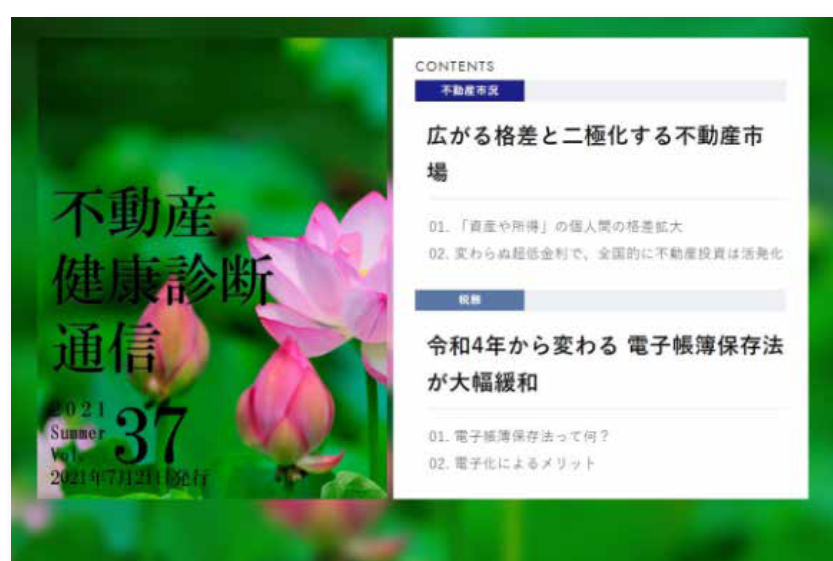 不動産
健康診断
通信
2021
Summer
Vol.
37
2021年7月21日発行
CONTENTS
不動産市況
広がる格差と二極化する不動産市
場
01. 「資産や所得」の個人間の格差拡大
02. 変わらぬ超低金利で、全国的に不動産投資は活発化
税務
令和4年から変わる 電子帳簿保存法
が大幅緩和
01. 電子帳簿保存法って何？
02. 電子化によるメリット